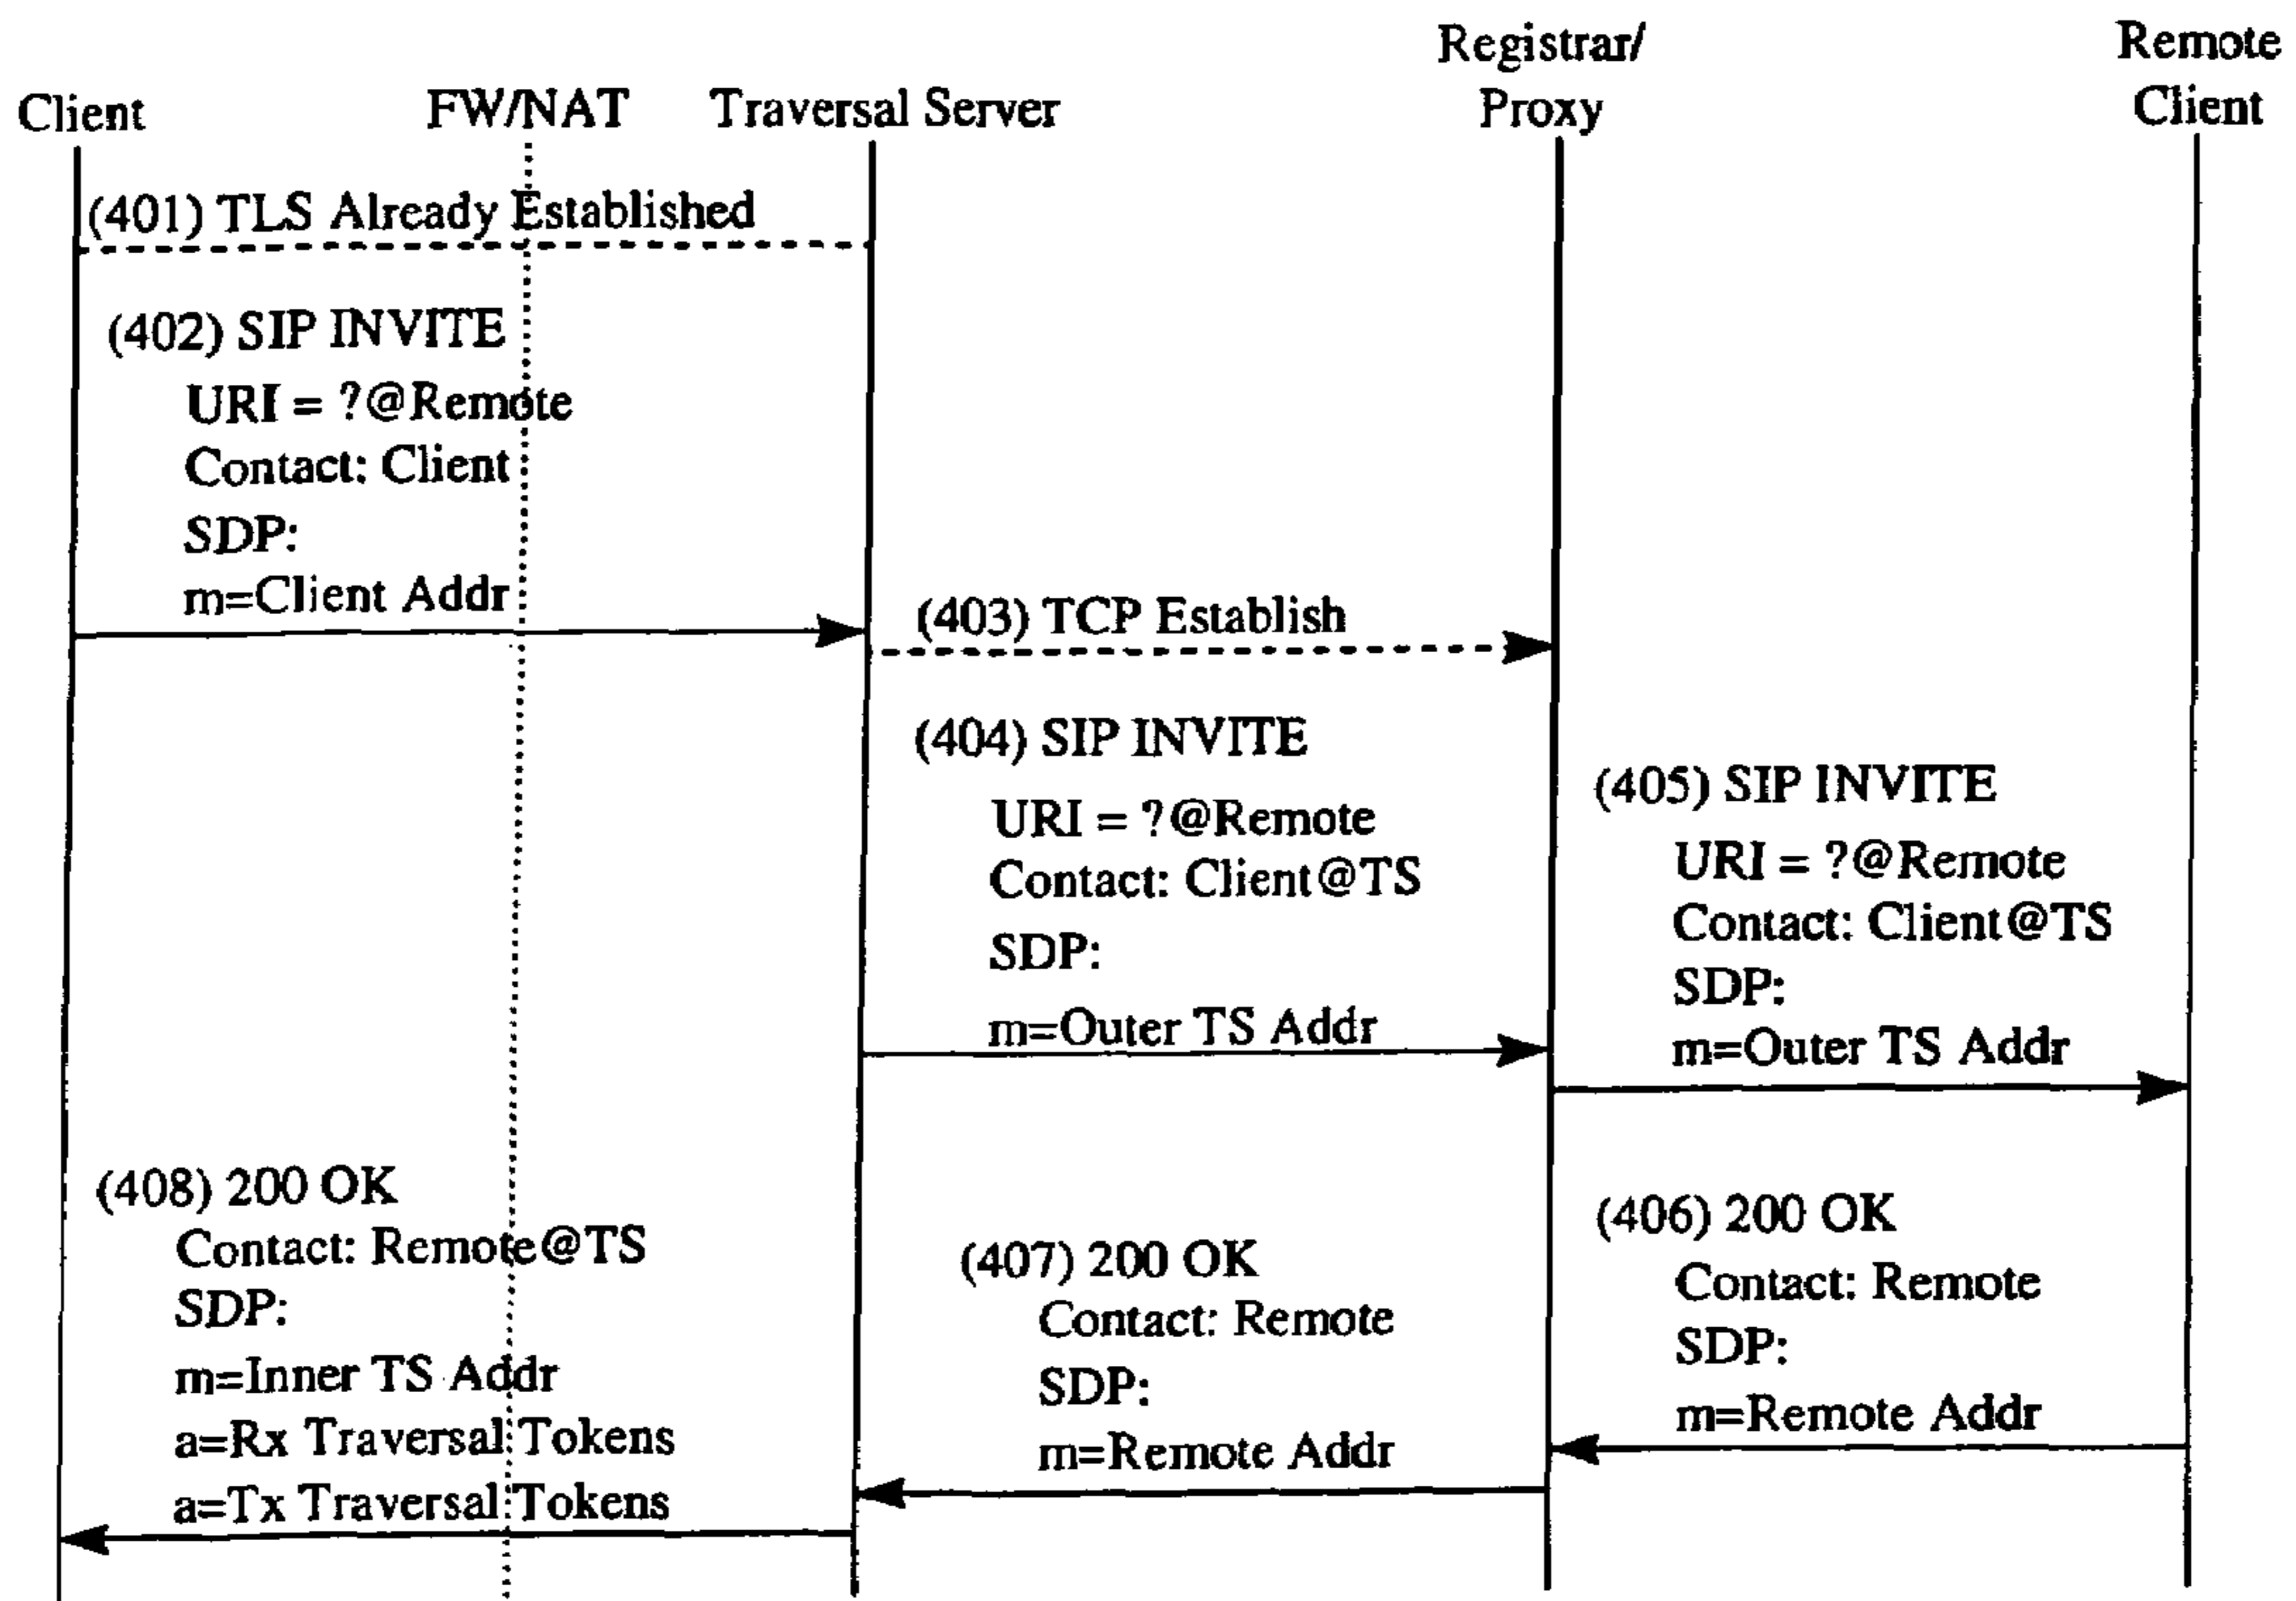 Client
FW/NAT
Traversal Server
Registrar/
Proxy
Remote
Client
(401) TLS Already Established
(402) SIP INVITE
URI = ?@Remote
Contact: Client
SDP:
m=Client Addr
(403) TCP Establish
(404) SIP INVITE
URI = ?@Remote
Contact: Client@TS
SDP:
m=Outer TS Addr
(405) SIP INVITE
URI = ?@Remote
Contact: Client@TS
SDP:
m=Outer TS Addr
(406) 200 OK
Contact: Remote
SDP:
m=Remote Addr
(407) 200 OK
Contact: Remote
SDP:
m=Remote Addr
(408) 200 OK
Contact: Remote@TS
SDP:
m=Inner TS Addr
a=Rx Traversal Tokens
a=Tx Traversal Tokens